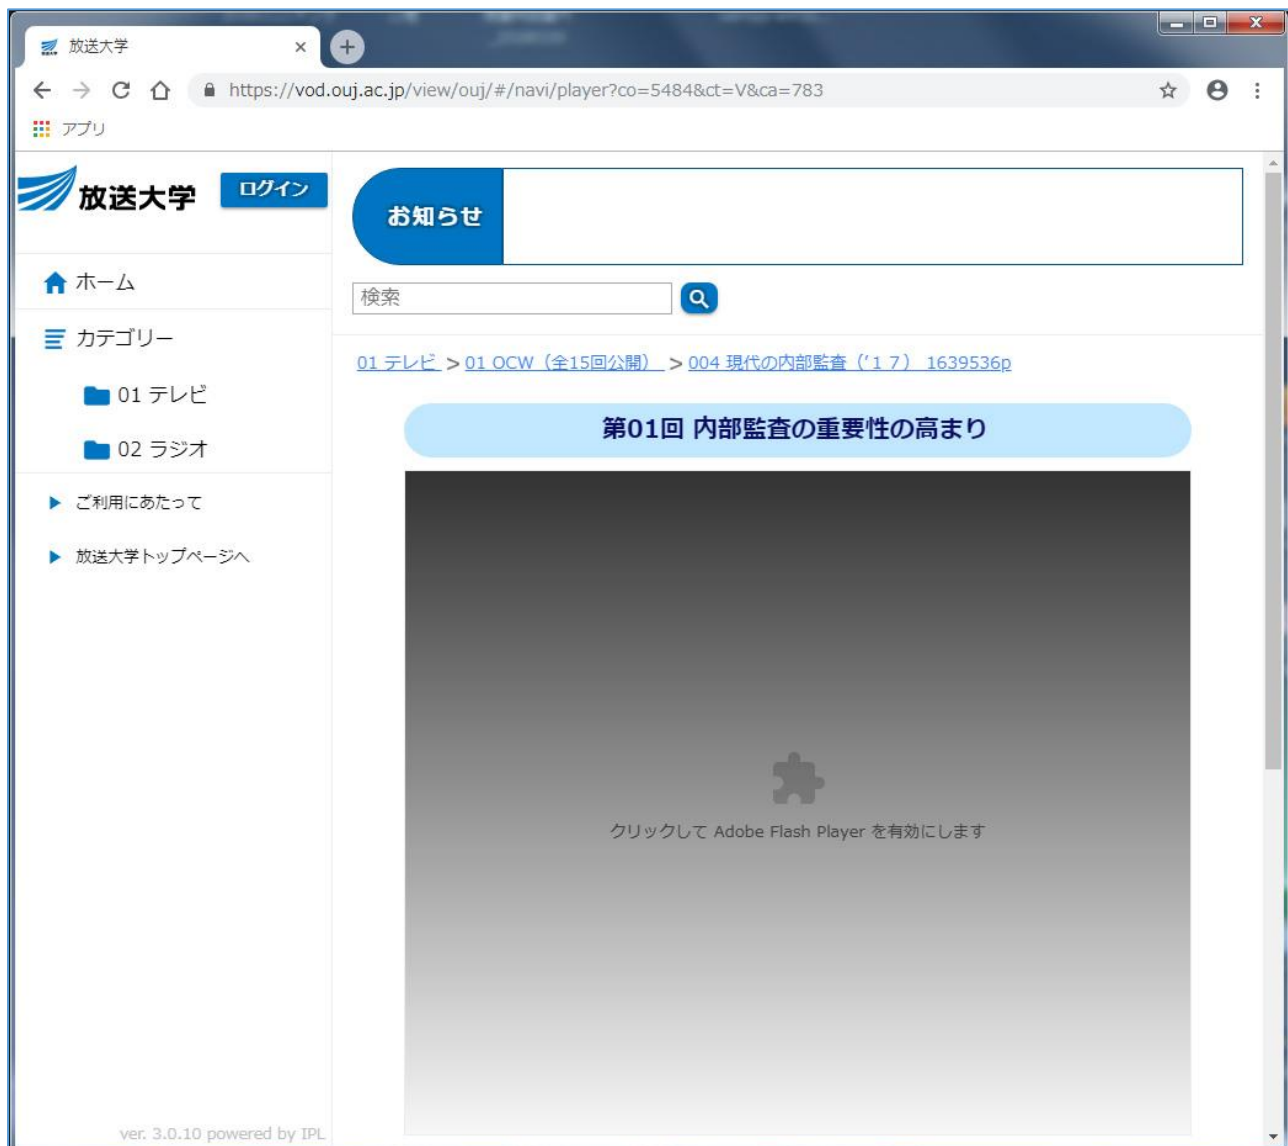 放送大学
https://vod.ouj.ac.jp/view/ouj/#/navi/player?co=5484&ct=V&ca=783
アプリ
放送大学
ログイン
お知らせ
ホーム
検索
カテゴリー
01 テレビ > 01 OCW（全15回公開） > 004 現代の内部監査（'１７） 1639536p
01 テレビ
第01回 内部監査の重要性の高まり
02 ラジオ
ご利用にあたって
放送大学トップページへ
クリックして Adobe Flash Player を有効にします
ver. 3.0.10 powered by IPL